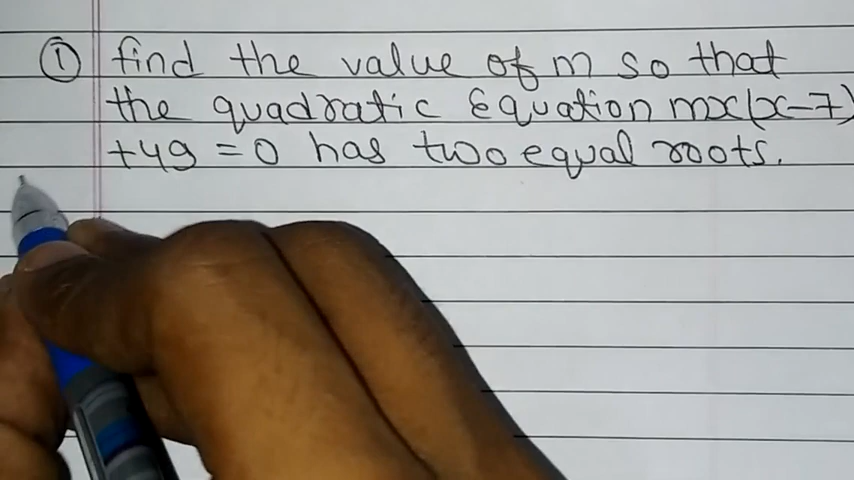 ① find the value of m so that
the quadratic Equation mx(x-7)
+49 = 0 has two equal roots.